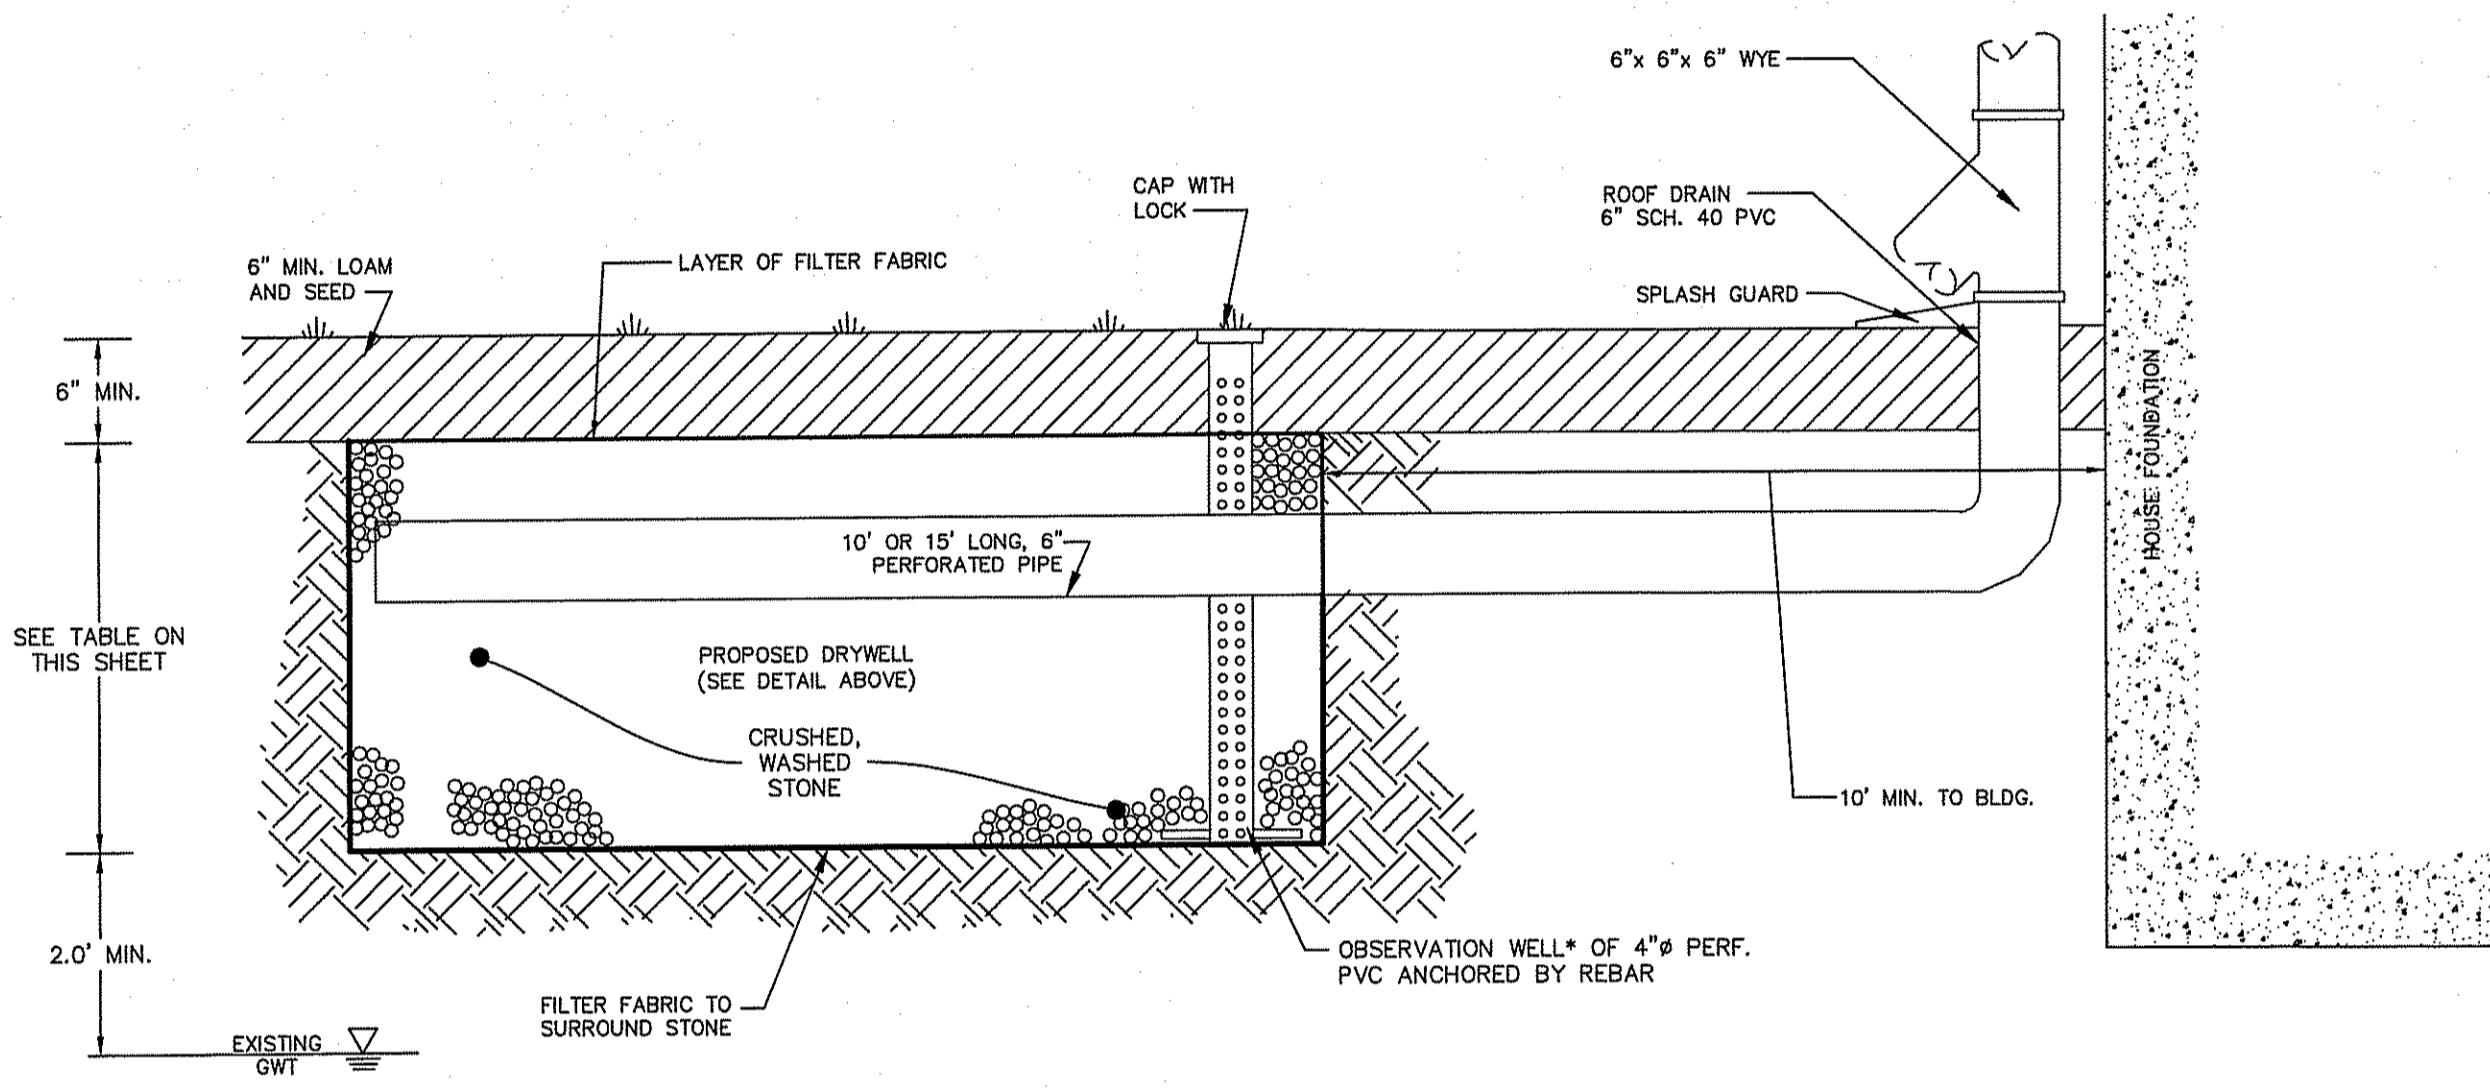 6"x 6"x 6" WYE
CAP WITH
LOCK
ROOF DRAIN
6" SCH. 40 PVC
6" MIN. LOAM
AND SEED
LAYER OF FILTER FABRIC
SPLASH GUARD
6" MIN.
HOUSE FOUNDATION
10' OR 15' LONG, 6"
PERFORATED PIPE
SEE TABLE ON
THIS SHEET
PROPOSED DRYWELL
(SEE DETAIL ABOVE)
CRUSHED,
WASHED
STONE
10' MIN. TO BLDG.
2.0' MIN.
OBSERVATION WELL* OF 4"ø PERF.
PVC ANCHORED BY REBAR
FILTER FABRIC TO
SURROUND STONE
EXISTING
GWT